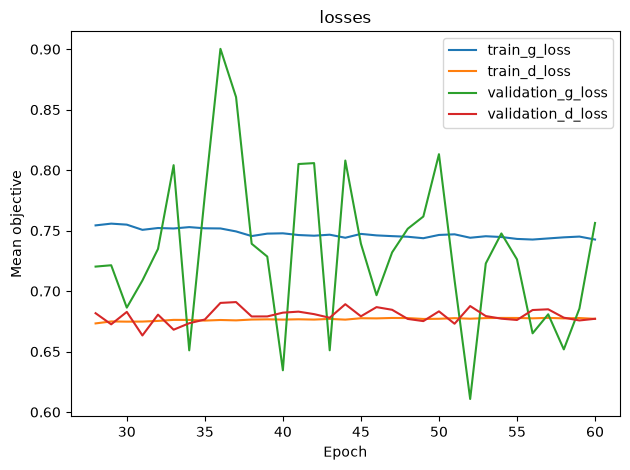 losses
train_g_loss
train_d_loss
validation_g_loss
validation_d_loss
Mean objective
0.90
0.85
0.80
0.75
0.70
0.65
0.60
30 35 40 45 50 55 60
Epoch